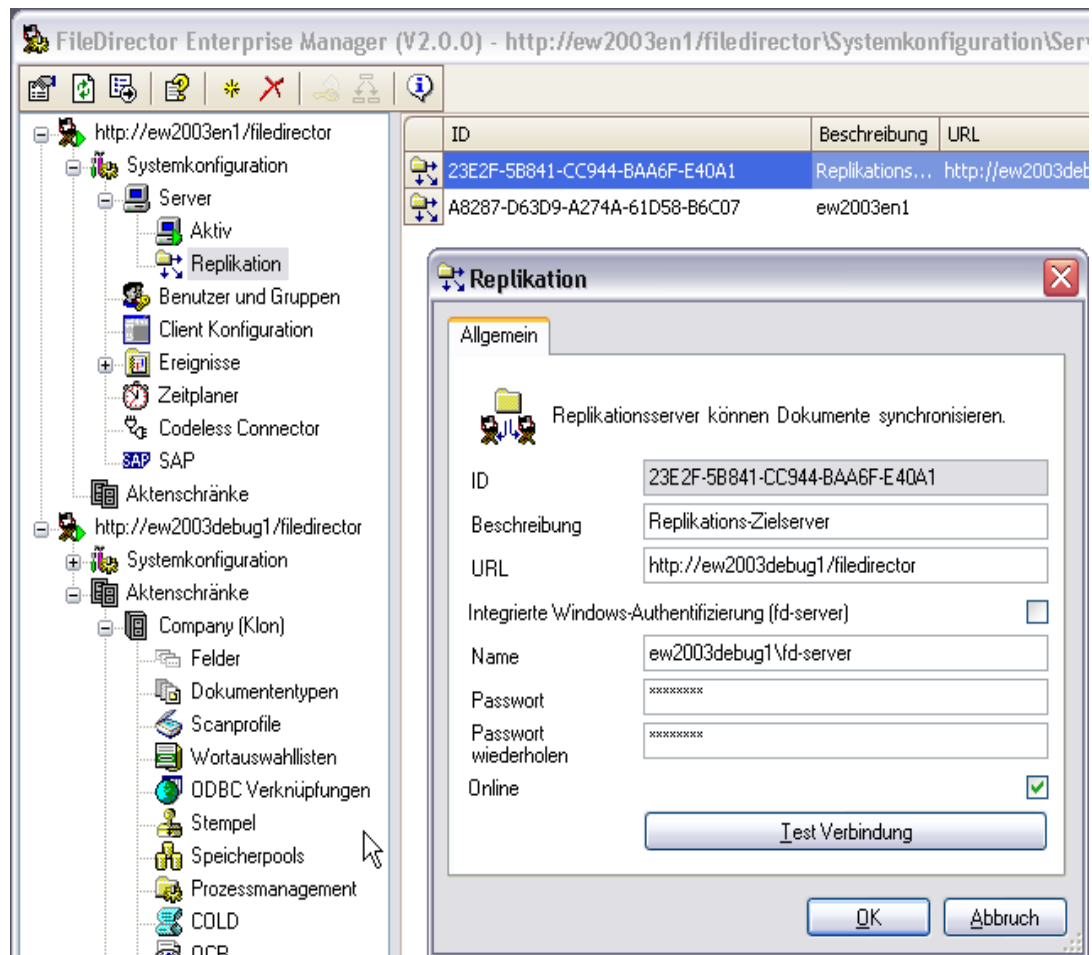 FileDirector Enterprise Manager (V2.0.0) - http://ew2003en1/filedirector\Systemkonfiguration\Ser
http://ew2003en1/filedirector
Systemkonfiguration
Server
Aktiv
Replikation
Benutzer und Gruppen
Client Konfiguration
Ereignisse
Zeitplaner
Codeless Connector
SAP SAP
Aktenschränke
http://ew2003debug1/filedirector
Systemkonfiguration
Aktenschränke
Company (Klon)
Felder
Dokumententypen
Scanprofile
Wortauswahllisten
ODBC Verknüpfungen
Stempel
Speicherpools
Prozessmanagement
COLD
OCR
ID Beschreibung URL
23E2F-5B841-CC944-BAA6F-E40A1 Replikations... http://ew2003deb
A8287-D63D9-A274A-61D58-B6C07 ew2003en1
Replikation
Allgemein
Replikationsserver können Dokumente synchronisieren.
ID 23E2F-5B841-CC944-BAA6F-E40A1
Beschreibung Replikations-Zielserver
URL http://ew2003debug1/filedirector
Integrierte Windows-Authentifizierung (fd-server)
Name ew2003debug1\fd-server
Passwort ********
Passwort
wiederholen ********
Online
Test Verbindung
OK Abbruch